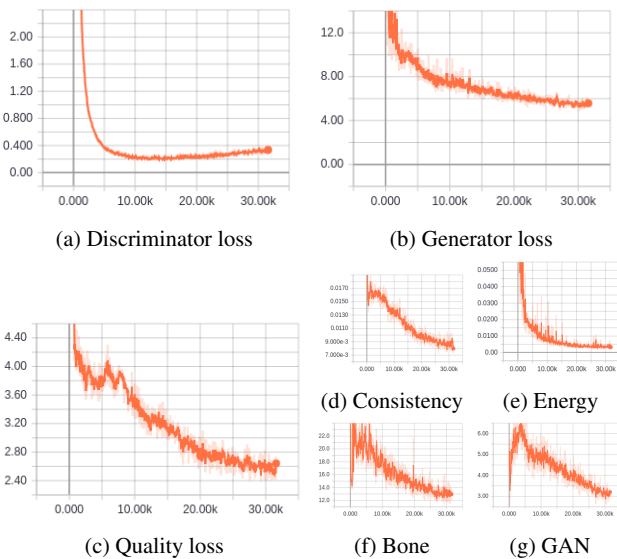 2.00
1.60
1.20
0.800
0.400
0.00
0.000 10.00k 20.00k 30.00k
(a) Discriminator loss
12.0
8.00
4.00
0.00
0.000 10.00k 20.00k 30.00k
(b) Generator loss
4.40
4.00
3.60
3.20
2.80
2.40
0.000 10.00k 20.00k 30.00k
(c) Quality loss
0.0170
0.0150
0.0130
0.0110
9.000e-3
7.000e-3
0.000 10.00k 20.00k 30.00k
(d) Consistency
0.0500
0.0400
0.0300
0.0200
0.0100
0.00
0.000 10.00k 20.00k 30.00k
(e) Energy
22.0
20.0
18.0
16.0
14.0
12.0
0.000 10.00k 20.00k 30.00k
(f) Bone
6.00
5.00
4.00
3.00
0.000 10.00k 20.00k 30.00k
(g) GAN